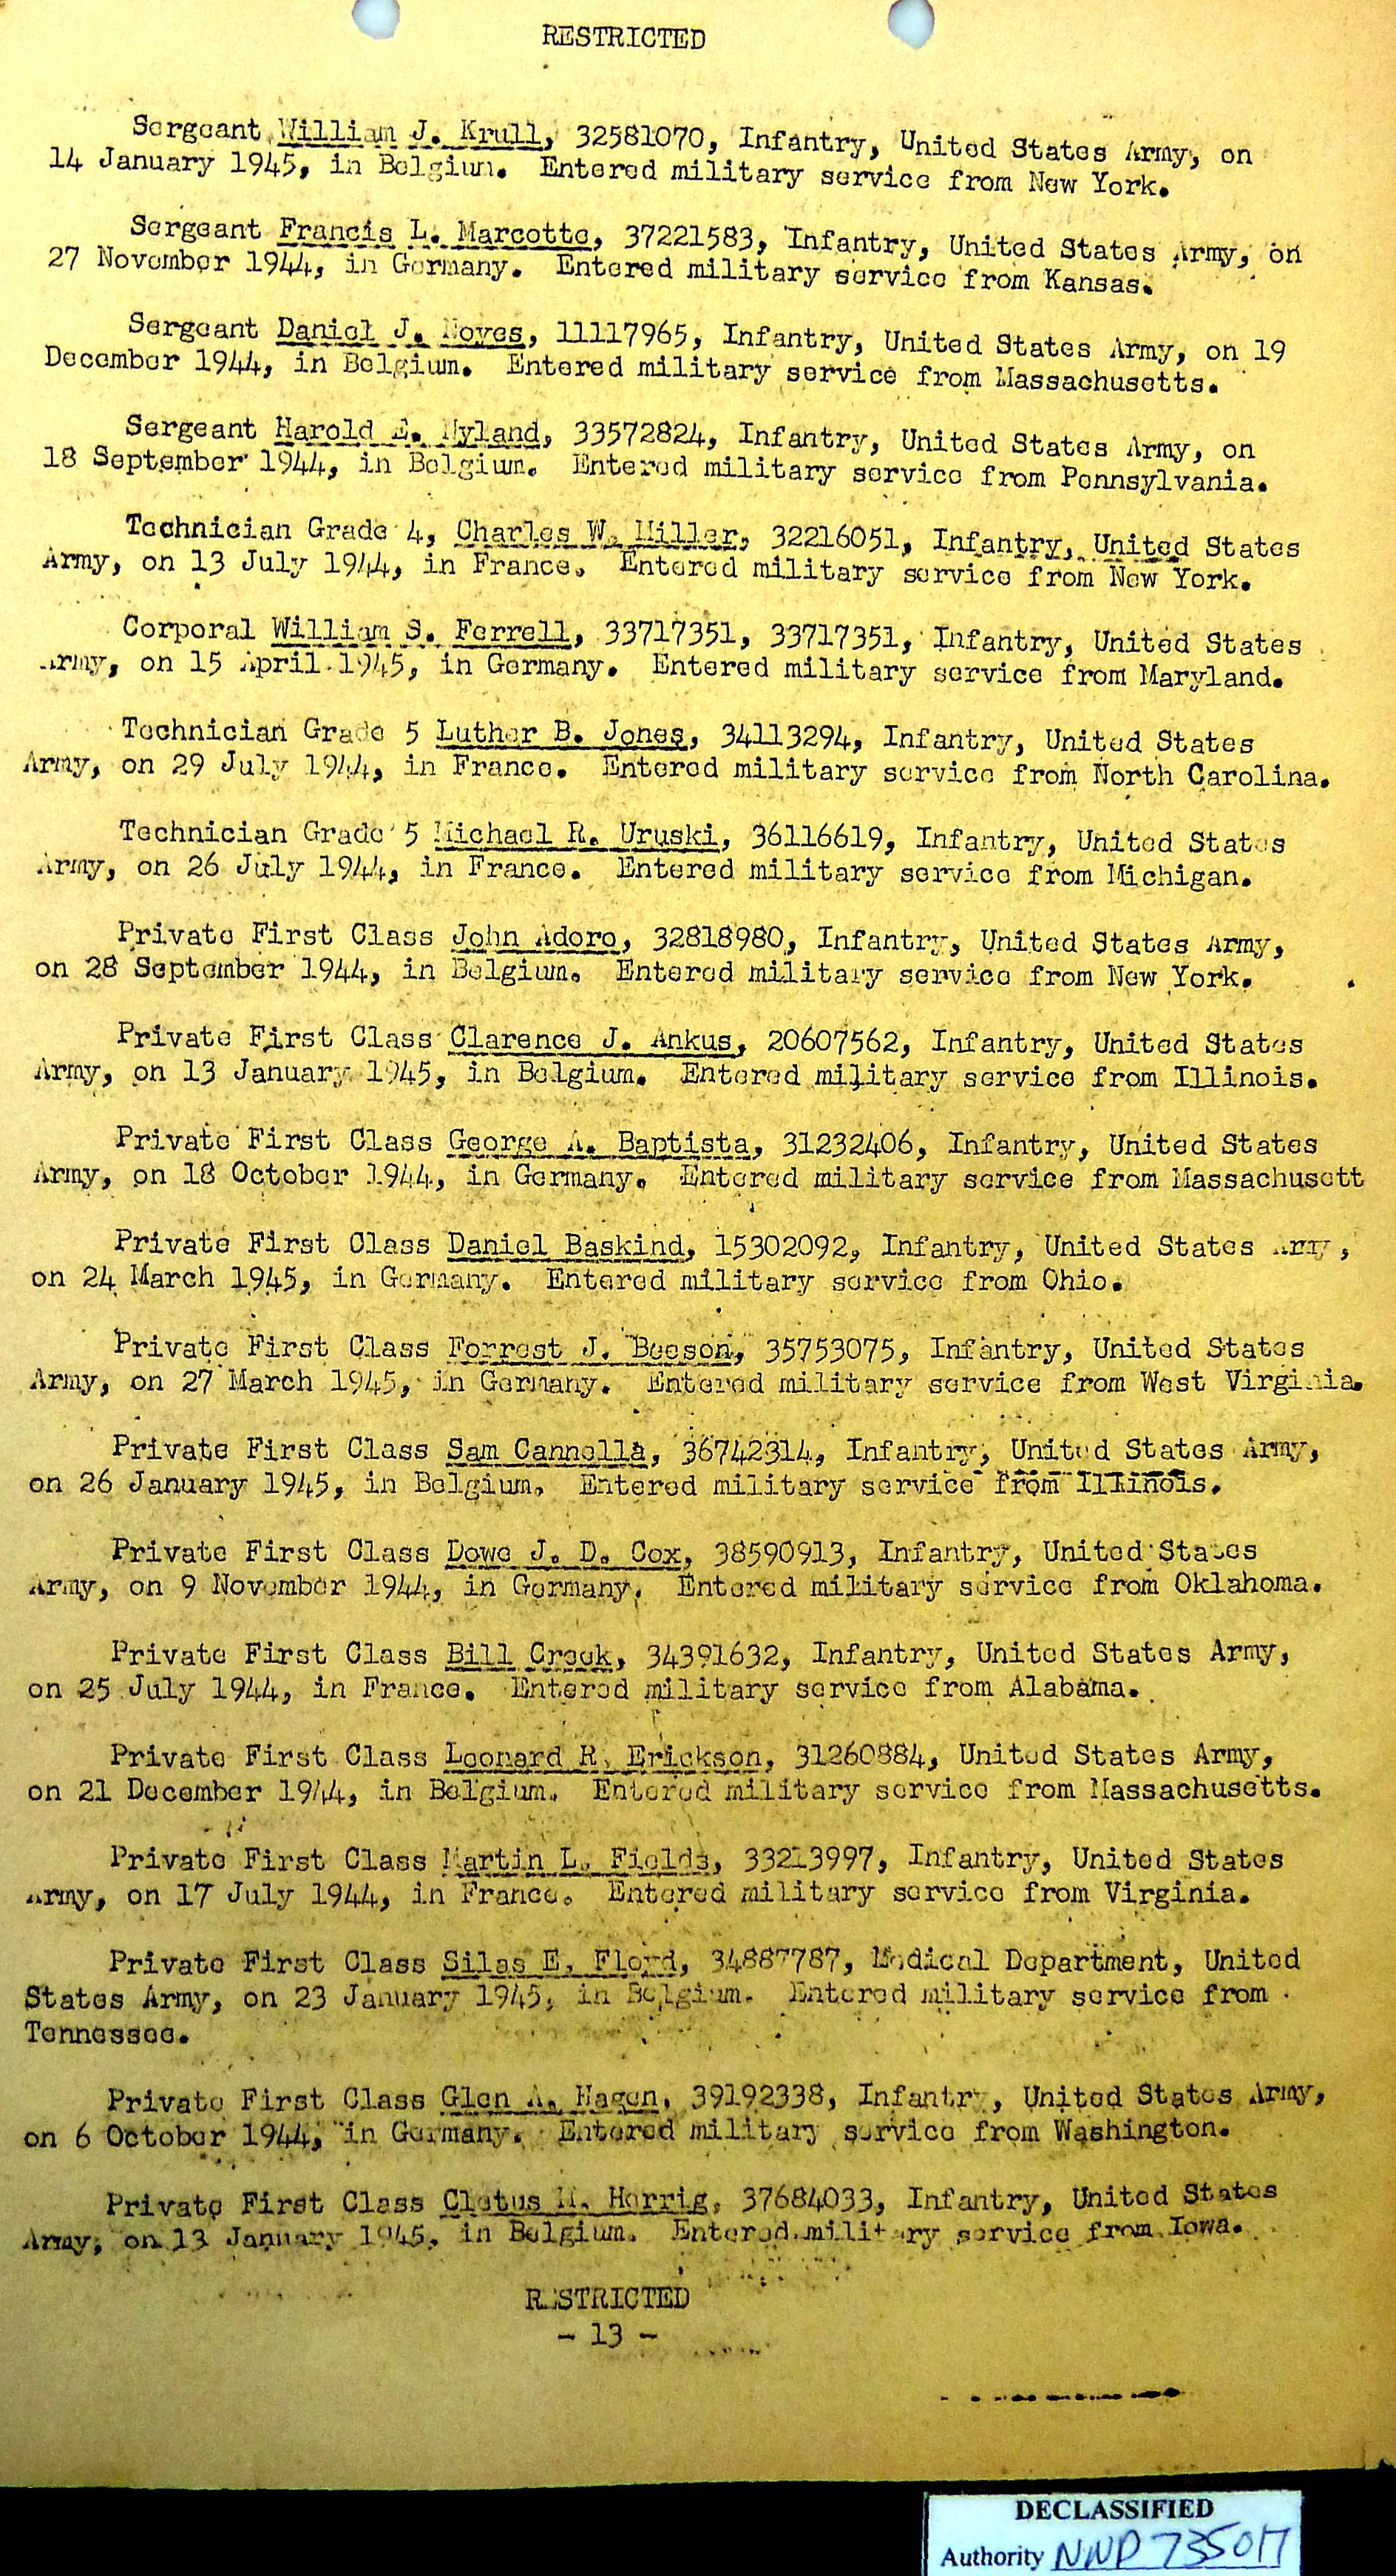 RESTRICTED
Sergeant William J. Krull, 32581070, Infantry, United States Army, on
14 January 1945, in Belgium. Entered military service from New York.
Sergeant Francis L. Marcotte, 37221583, Infantry, United States Army, on
27 November 1944, in Germany. Entered military service from Kansas.
Sergeant Daniel J. Noyes, 11117965, Infantry, United States Army, on 19
December 1944, in Belgium. Entered military service from Massachusetts.
Sergeant Harold E. Hyland, 33572824, Infantry, United States Army, on
18 September 1944, in Belgium. Entered military service from Pennsylvania.
Technician Grade 4, Charles W. Miller, 32216051, Infantry, United States
Army, on 13 July 1944, in France. Entered military service from New York.
Corporal William S. Ferrell, 33717351, 33717351, Infantry, United States
Army, on 15 April 1945, in Germany. Entered military service from Maryland.
Technician Grade 5 Luther B. Jones, 34113294, Infantry, United States
Army, on 29 July 1944, in France. Entered military service from North Carolina.
Technician Grade 5 Michael R. Uruski, 36116619, Infantry, United States
Army, on 26 July 1944, in France. Entered military service from Michigan.
Private First Class John Adoro, 32818980, Infantry, United States Army,
on 28 September 1944, in Belgium. Entered military service from New York.
Private First Class Clarence J. Ankus, 20607562, Infantry, United States
Army, on 13 January 1945, in Belgium. Entered military service from Illinois.
Private First Class George A. Baptista, 31232406, Infantry, United States
Army, on 18 October 1944, in Germany. Entered military service from Massachusett
Private First Class Daniel Baskind, 15302092, Infantry, United States Army,
on 24 March 1945, in Germany. Entered military service from Ohio.
Private First Class Forrest J. Beeson, 35753075, Infantry, United States
Army, on 27 March 1945, in Germany. Entered military service from West Virginia.
Private First Class Sam Cannella, 36742314, Infantry, United States Army,
on 26 January 1945, in Belgium. Entered military service from Illinois.
Private First Class Dowe J. D. Cox, 38590913, Infantry, United States
Army, on 9 November 1944, in Germany. Entered military service from Oklahoma.
Private First Class Bill Crook, 34391632, Infantry, United States Army,
on 25 July 1944, in France. Entered military service from Alabama.
Private First Class Leonard R. Erickson, 31260884, United States Army,
on 21 December 1944, in Belgium. Entered military service from Massachusetts.
Private First Class Martin L. Fields, 33213997, Infantry, United States
Army, on 17 July 1944, in France. Entered military service from Virginia.
Private First Class Silas E. Floyd, 34887787, Medical Department, United
States Army, on 23 January 1945, in Belgium. Entered military service from
Tennessee.
Private First Class Glen A. Hagen, 39192338, Infantry, United States Army,
on 6 October 1944, in Germany. Entered military service from Washington.
Private First Class Cletus H. Herrig, 37684033, Infantry, United States
Army, on 13 January 1945, in Belgium. Entered military service from Iowa.
RESTRICTED
- 13 -
DECLASSIFIED
Authority NND 735017